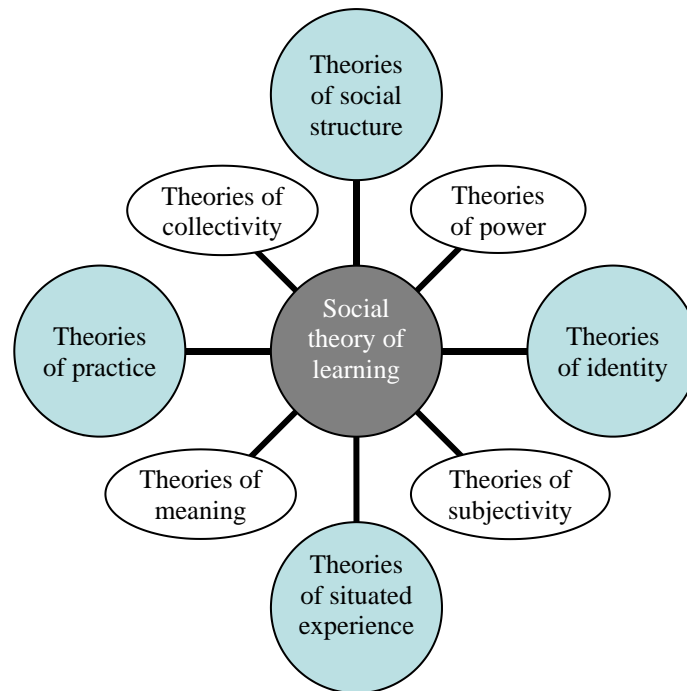 Theories
of social
structure
Theories of
collectivity
Theories
of power
Social
theory of
learning
Theories
of practice
Theories
of identity
Theories of
meaning
Theories of
subjectivity
Theories
of situated
experience